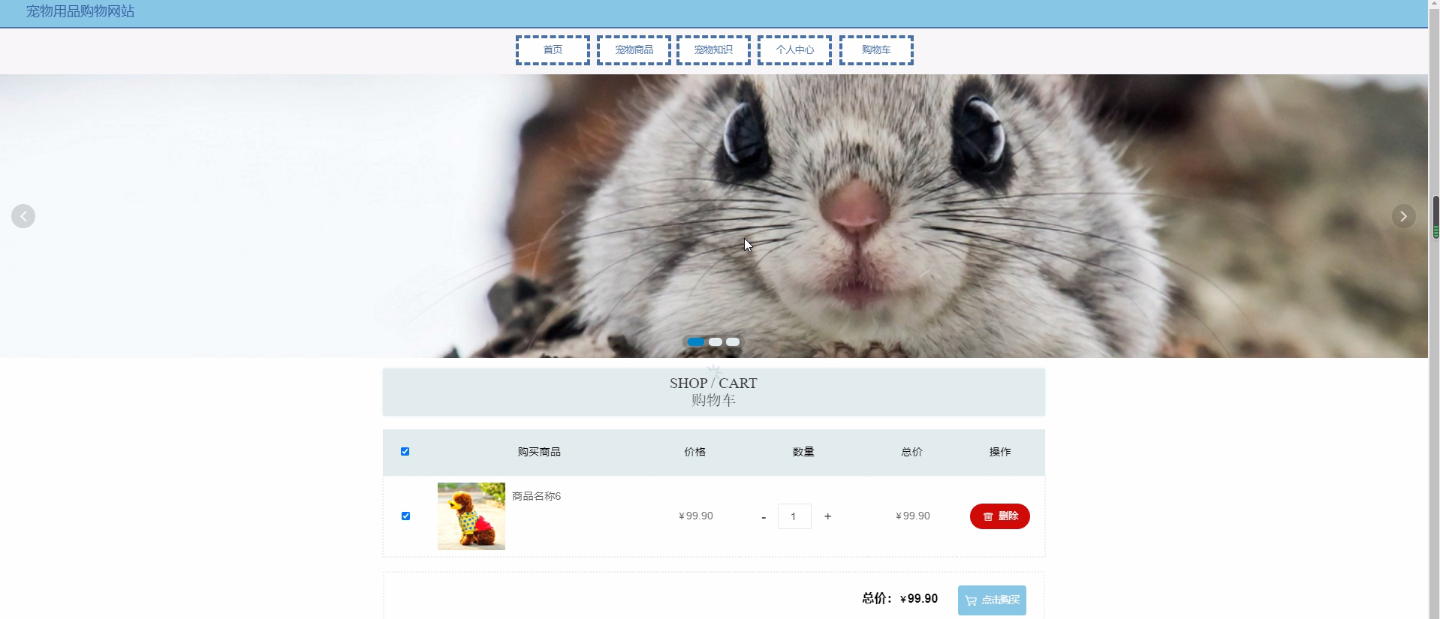 宠物用品购物网站
首页 宠物商品 宠物知识 个人中心 购物车
SHOP / CART
购物车
购买商品 价格 数量 总价 操作
商品名称6 ¥99.90 - 1 + ¥99.90 删除
总价: ¥99.90 点击购买